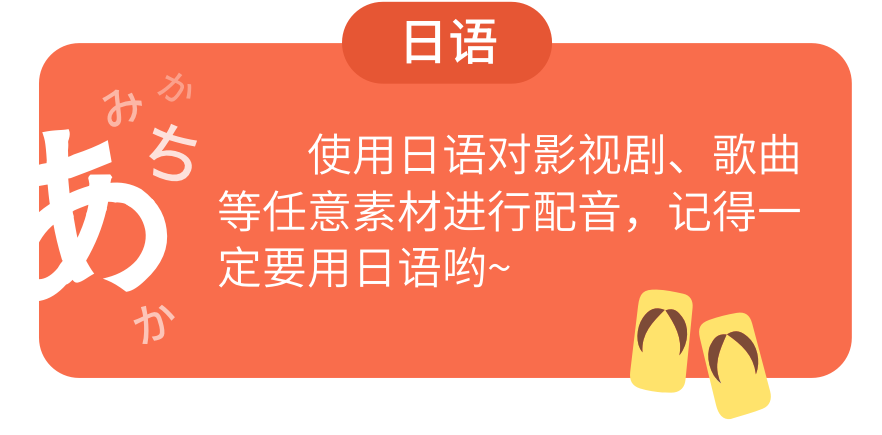 日语
み
か
ち
あ
か
使用日语对影视剧、歌曲
等任意素材进行配音，记得一
定要用日语哟~